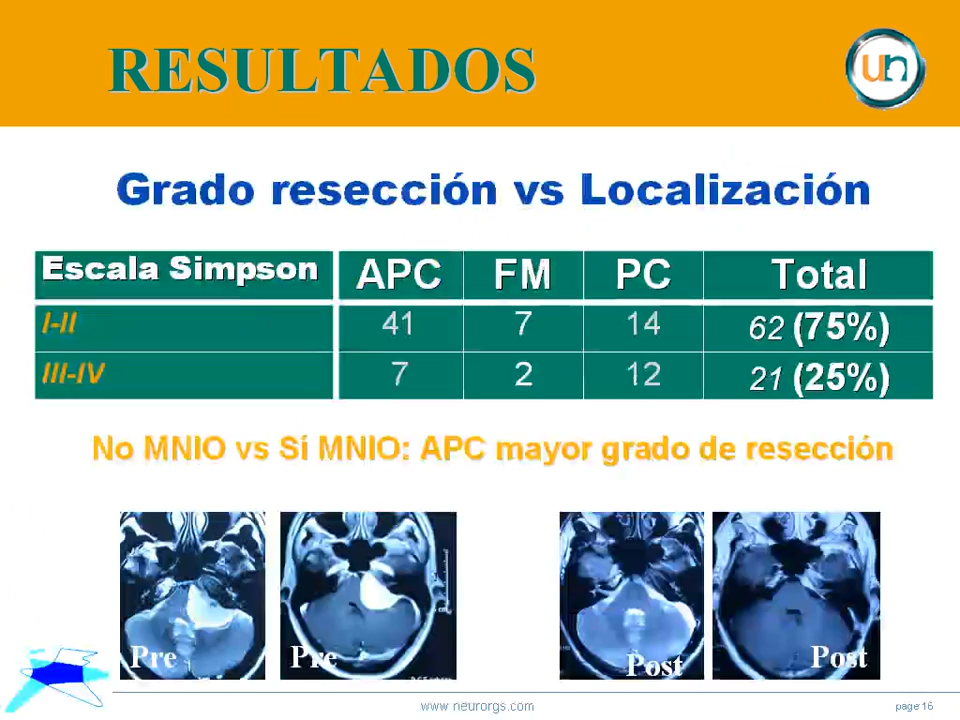 RESULTADOS
un
Grado resección vs Localización
Escala Simpson APC FM PC Total
I-II 41 7 14 62 (75%)
III-IV 7 2 12 21 (25%)
No MNIO vs Sí MNIO: APC mayor grado de resección
Pre Pre Post Post
www neurorgs.com page 16